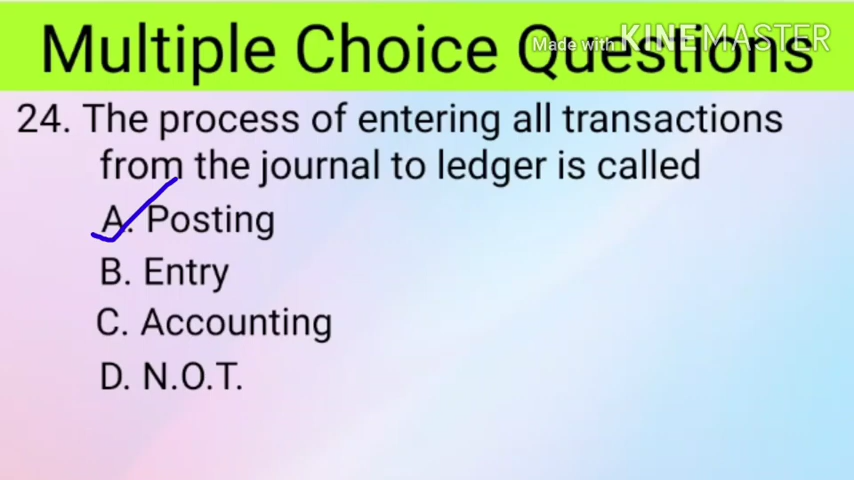 Multiple Choice Questions
Made with KINEMASTER
24. The process of entering all transactions
from the journal to ledger is called
A. Posting
B. Entry
C. Accounting
D. N.O.T.